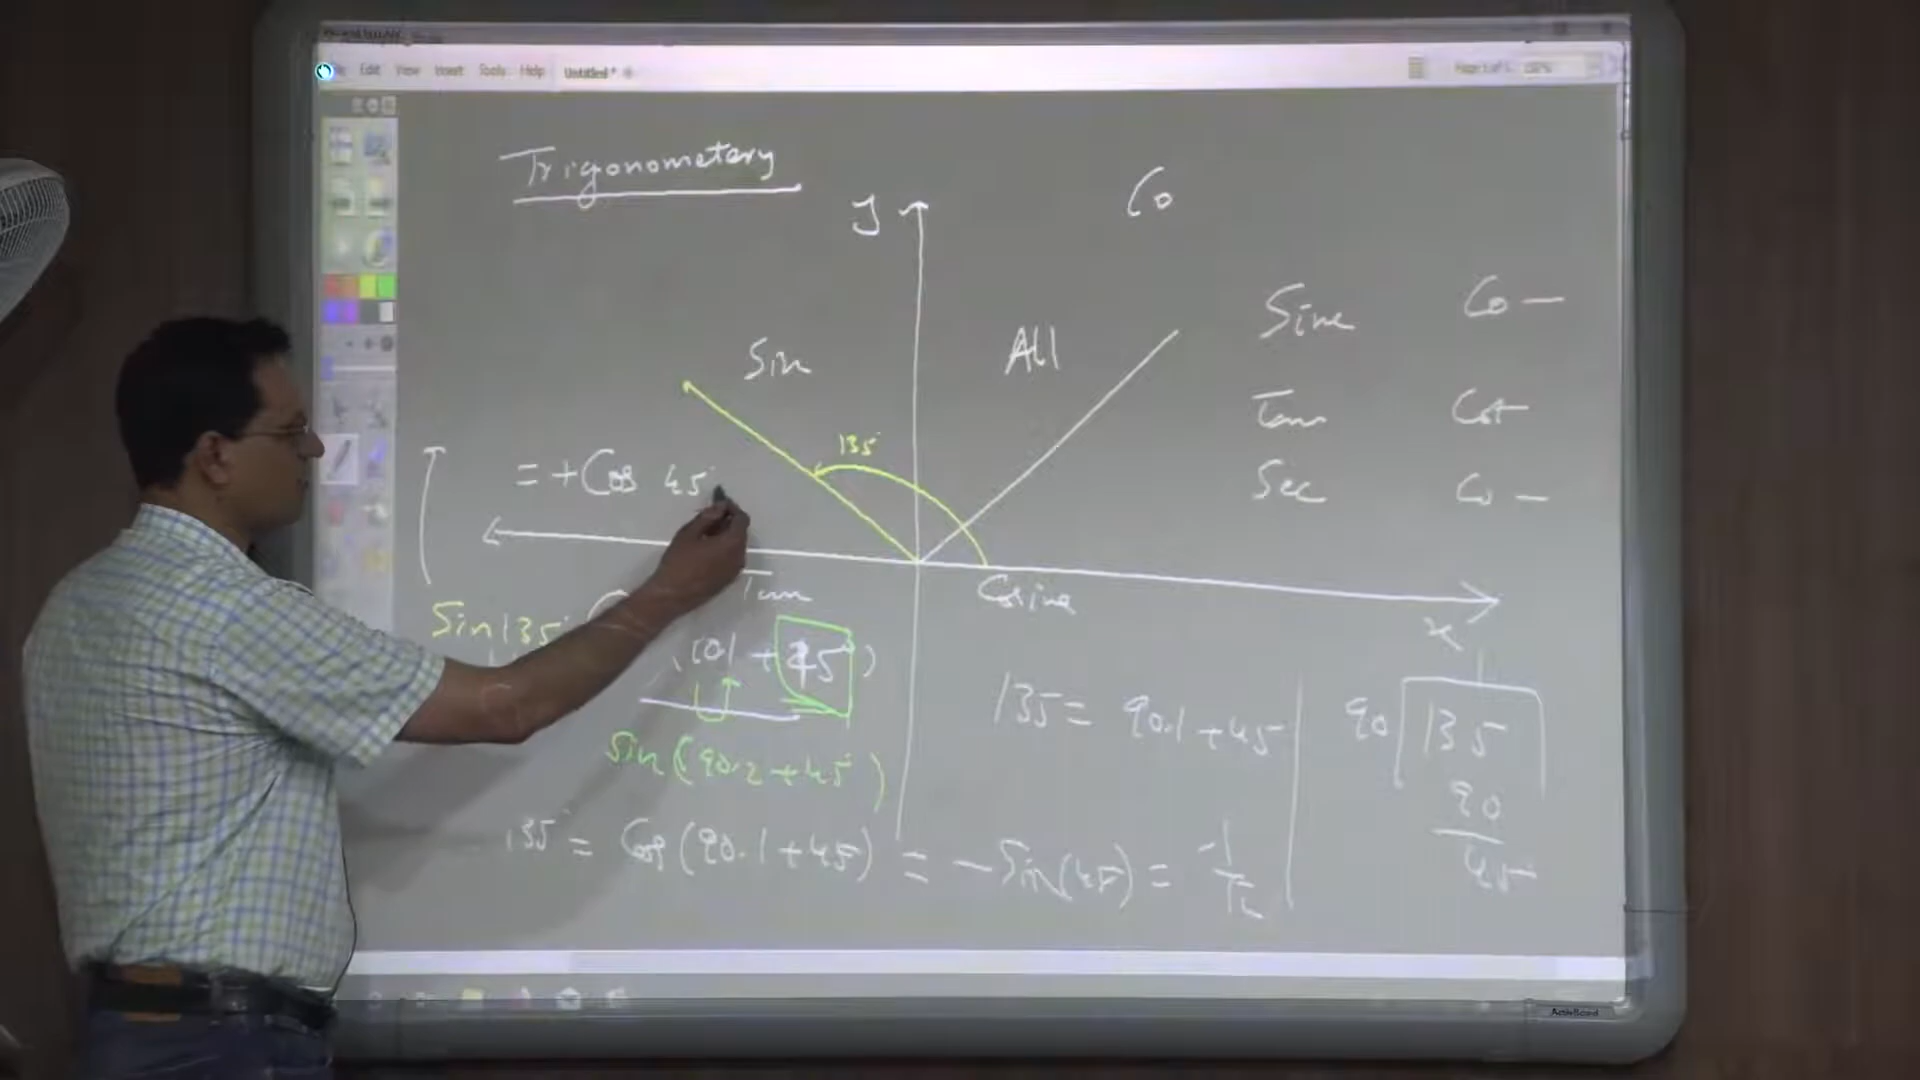 Edit View Insert Tools Help Untitled *
Trigonometery
y
Co
Sin
All
Sine Co —
Tan Cot
Sec Co —
135°
= + Cos 45°
Tan
Cosine
x
Sin 135°
90.1 + 45°)
sin (90.2 + 45°)
135 = 90.1 + 45
90 135
90
45
135° = Cos (90.1 + 45) = - Sin (45) = -1/√2
ActivBoard